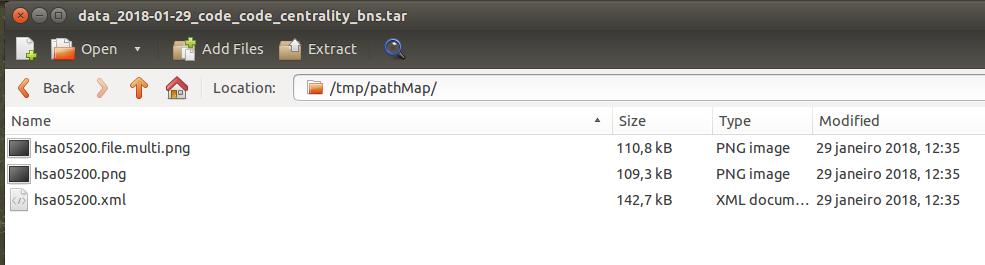 data_2018-01-29_code_code_centrality_bns.tar
Open Add Files Extract
Back Location: /tmp/pathMap/
Name Size Type Modified
hsa05200.file.multi.png 110,8 kB PNG image 29 janeiro 2018, 12:35
hsa05200.png 109,3 kB PNG image 29 janeiro 2018, 12:35
hsa05200.xml 142,7 kB XML docum... 29 janeiro 2018, 12:35